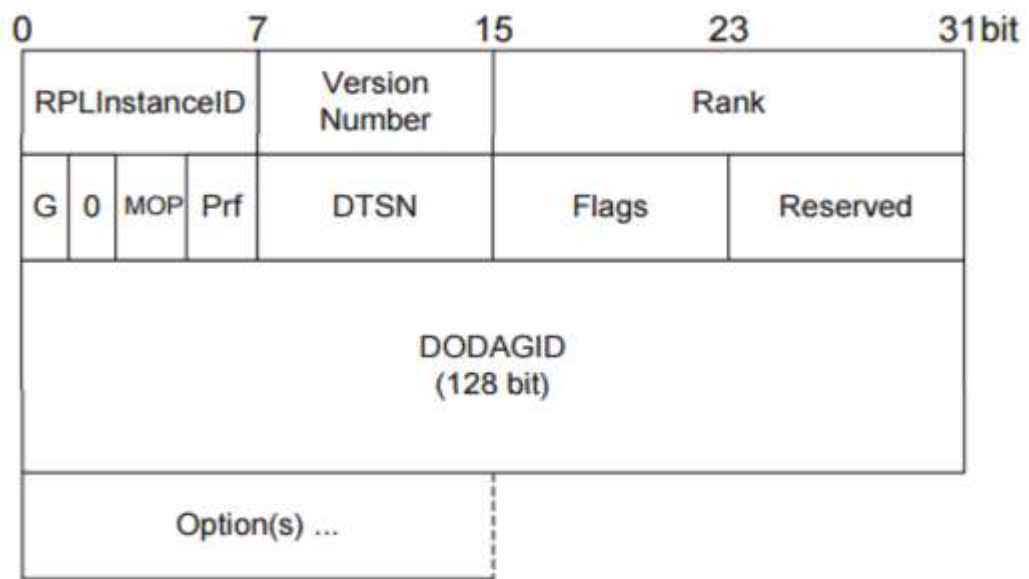 0 7 15 23 31bit
RPLInstanceID Version Number Rank
G 0 MOP Prf DTSN Flags Reserved
DODAGID
(128 bit)
Option(s) ...